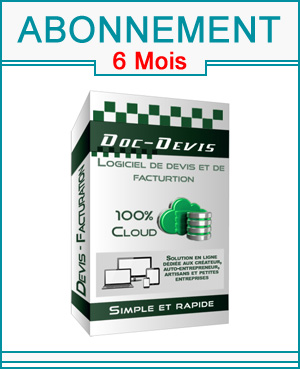 ABONNEMENT
6 Mois
Doc-Devis
Logiciel de devis et de
facturtion
100%
Cloud
Solution en ligne
dédiée aux créateur,
auto-entrepreneur,
artisans et petites
entreprises
Simple et rapide
Devis - Facturation